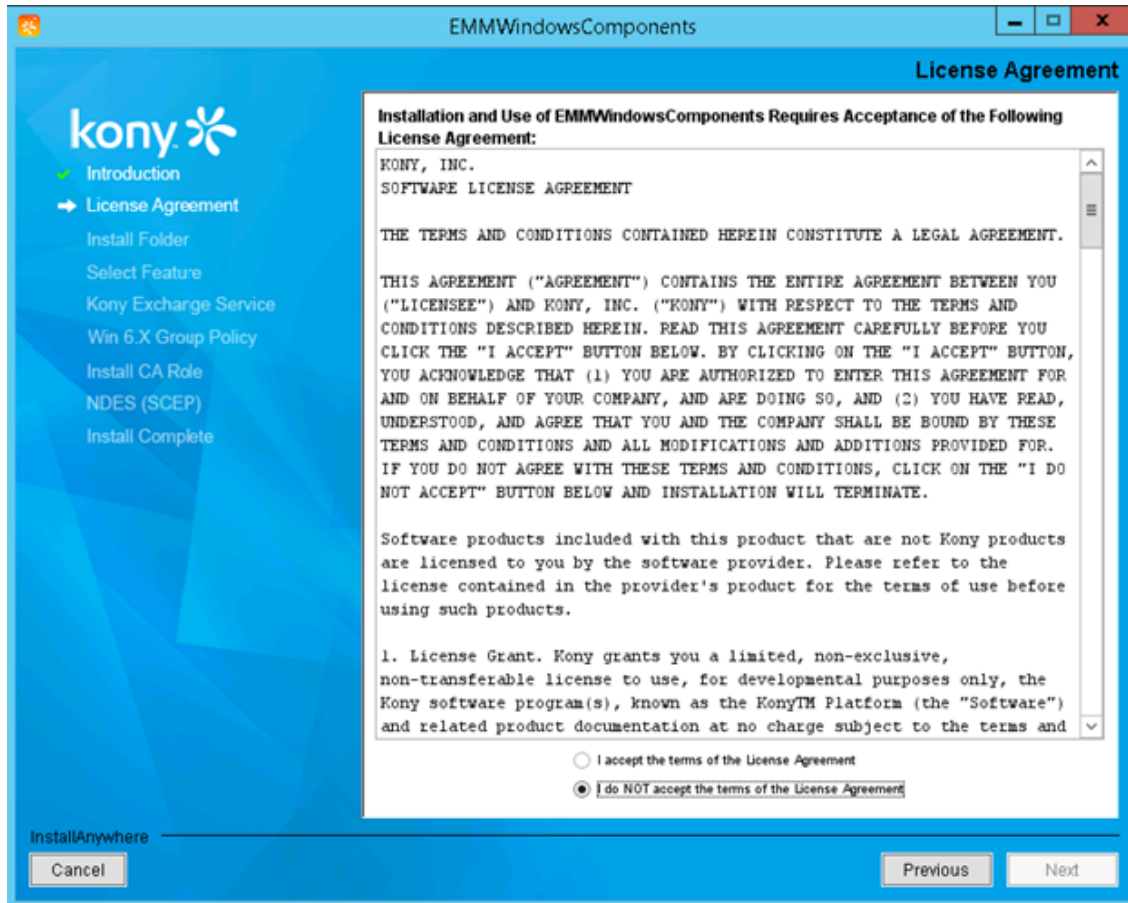 EMMWindowsComponents
License Agreement
kony
Introduction
License Agreement
Install Folder
Select Feature
Kony Exchange Service
Win 6.X Group Policy
Install CA Role
NDES (SCEP)
Install Complete
Installation and Use of EMMWindowsComponents Requires Acceptance of the Following
License Agreement:
KONY, INC.
SOFTWARE LICENSE AGREEMENT
THE TERMS AND CONDITIONS CONTAINED HEREIN CONSTITUTE A LEGAL AGREEMENT.
THIS AGREEMENT ("AGREEMENT") CONTAINS THE ENTIRE AGREEMENT BETWEEN YOU
("LICENSEE") AND KONY, INC. ("KONY") WITH RESPECT TO THE TERMS AND
CONDITIONS DESCRIBED HEREIN. READ THIS AGREEMENT CAREFULLY BEFORE YOU
CLICK THE "I ACCEPT" BUTTON BELOW. BY CLICKING ON THE "I ACCEPT" BUTTON,
YOU ACKNOWLEDGE THAT (1) YOU ARE AUTHORIZED TO ENTER THIS AGREEMENT FOR
AND ON BEHALF OF YOUR COMPANY, AND ARE DOING SO, AND (2) YOU HAVE READ,
UNDERSTOOD, AND AGREE THAT YOU AND THE COMPANY SHALL BE BOUND BY THESE
TERMS AND CONDITIONS AND ALL MODIFICATIONS AND ADDITIONS PROVIDED FOR.
IF YOU DO NOT AGREE WITH THESE TERMS AND CONDITIONS, CLICK ON THE "I DO
NOT ACCEPT" BUTTON BELOW AND INSTALLATION WILL TERMINATE.
Software products included with this product that are not Kony products
are licensed to you by the software provider. Please refer to the
license contained in the provider's product for the terms of use before
using such products.
1. License Grant. Kony grants you a limited, non-exclusive,
non-transferable license to use, for developmental purposes only, the
Kony software program(s), known as the KonyTM Platform (the "Software")
and related product documentation at no charge subject to the terms and
I accept the terms of the License Agreement
I do NOT accept the terms of the License Agreement
InstallAnywhere
Cancel
Previous
Next